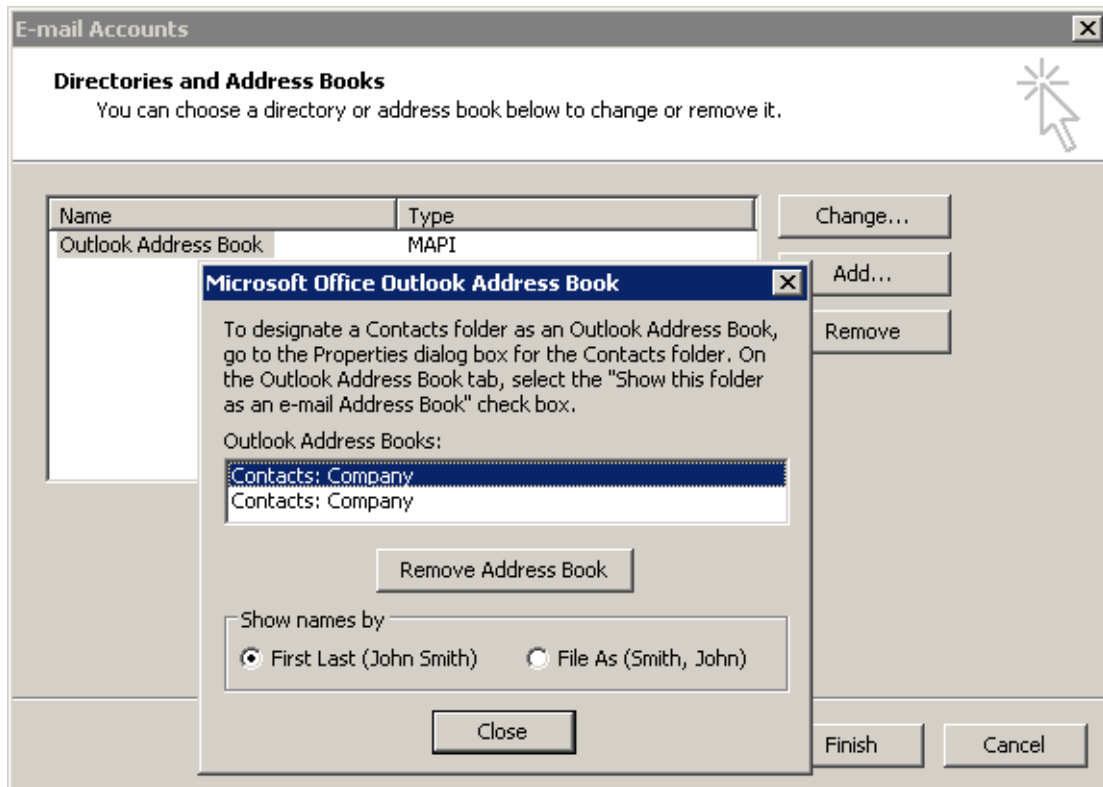 E-mail Accounts
Directories and Address Books
You can choose a directory or address book below to change or remove it.
Name Type
Outlook Address Book MAPI
Change...
Add...
Remove
Microsoft Office Outlook Address Book
To designate a Contacts folder as an Outlook Address Book,
go to the Properties dialog box for the Contacts folder. On
the Outlook Address Book tab, select the "Show this folder
as an e-mail Address Book" check box.
Outlook Address Books:
Contacts: Company
Contacts: Company
Remove Address Book
Show names by
First Last (John Smith) File As (Smith, John)
Close
Finish Cancel